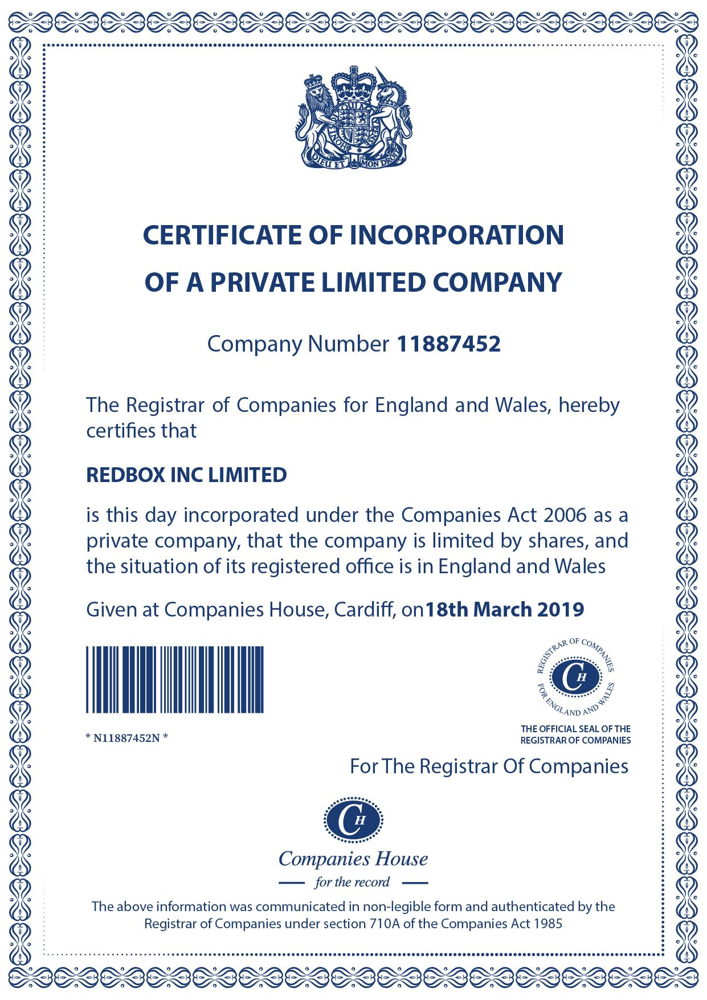 HONI SOIT QUI MAL Y PENSE
DIEU ET MON DROIT
CERTIFICATE OF INCORPORATION
OF A PRIVATE LIMITED COMPANY
Company Number 11887452
The Registrar of Companies for England and Wales, hereby
certifies that
REDBOX INC LIMITED
is this day incorporated under the Companies Act 2006 as a
private company, that the company is limited by shares, and
the situation of its registered office is in England and Wales
Given at Companies House, Cardiff, on18th March 2019
REGISTRAR OF COMPANIES
CH
FOR ENGLAND AND WALES
* N11887452N *
THE OFFICIAL SEAL OF THE
REGISTRAR OF COMPANIES
For The Registrar Of Companies
CH
Companies House
for the record
The above information was communicated in non-legible form and authenticated by the
Registrar of Companies under section 710A of the Companies Act 1985